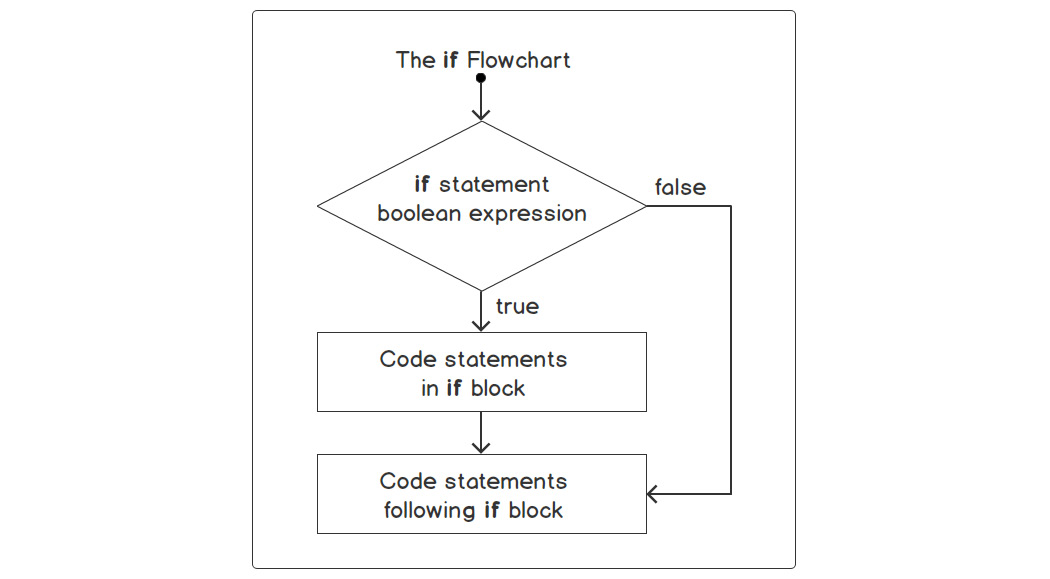 The if Flowchart
if statement
boolean expression
false
true
Code statements
in if block
Code statements
following if block